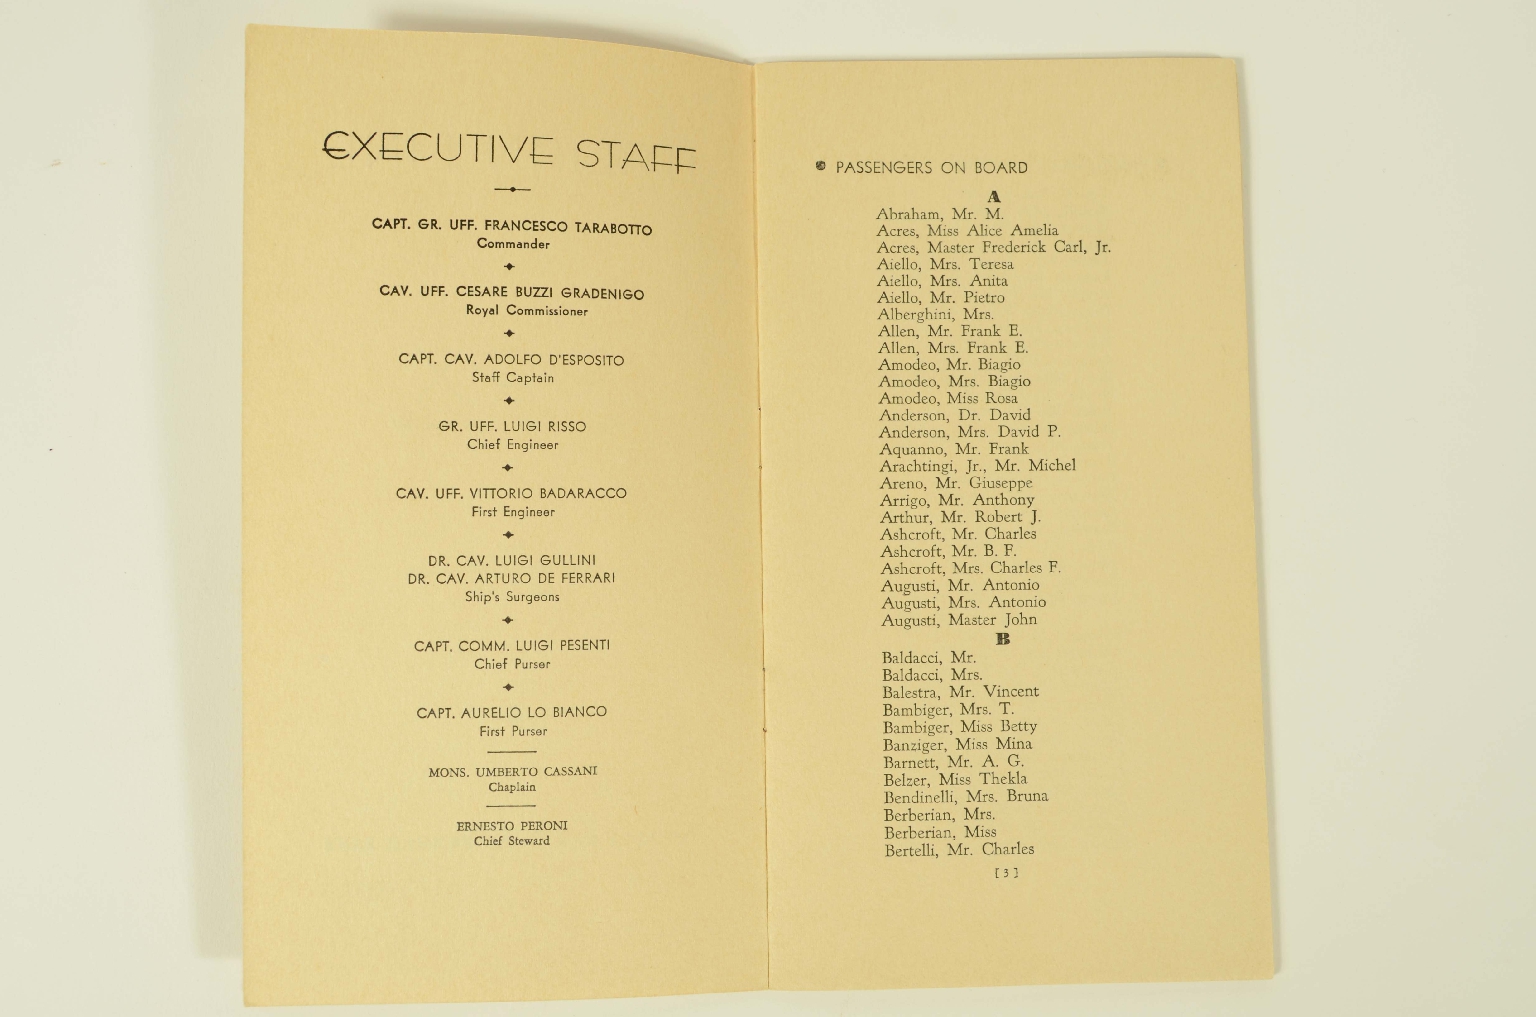 EXECUTIVE STAFF
CAPT. GR. UFF. FRANCESCO TARABOTTO
Commander
CAV. UFF. CESARE BUZZI GRADENIGO
Royal Commissioner
CAPT. CAV. ADOLFO D'ESPOSITO
Staff Captain
GR. UFF. LUIGI RISSO
Chief Engineer
CAV. UFF. VITTORIO BADARACCO
First Engineer
DR. CAV. LUIGI GULLINI
DR. CAV. ARTURO DE FERRARI
Ship's Surgeons
CAPT. COMM. LUIGI PESENTI
Chief Purser
CAPT. AURELIO LO BIANCO
First Purser
MONS. UMBERTO CASSANI
Chaplain
ERNESTO PERONI
Chief Steward
PASSENGERS ON BOARD
A
Abraham, Mr. M.
Acres, Miss Alice Amelia
Acres, Master Frederick Carl, Jr.
Aiello, Mrs. Teresa
Aiello, Mrs. Anita
Aiello, Mr. Pietro
Alberghini, Mrs.
Allen, Mr. Frank E.
Allen, Mrs. Frank E.
Amodeo, Mr. Biagio
Amodeo, Mrs. Biagio
Amodeo, Miss Rosa
Anderson, Dr. David
Anderson, Mrs. David P.
Aquanno, Mr. Frank
Arachtingi, Jr., Mr. Michel
Areno, Mr. Giuseppe
Arrigo, Mr. Anthony
Arthur, Mr. Robert J.
Ashcroft, Mr. Charles
Ashcroft, Mr. B. F.
Ashcroft, Mrs. Charles F.
Augusti, Mr. Antonio
Augusti, Mrs. Antonio
Augusti, Master John
B
Baldacci, Mr.
Baldacci, Mrs.
Balestra, Mr. Vincent
Bambiger, Mrs. T.
Bambiger, Miss Betty
Banziger, Miss Mina
Barnett, Mr. A. G.
Belzer, Miss Thekla
Bendinelli, Mrs. Bruna
Berberian, Mrs.
Berberian, Miss
Bertelli, Mr. Charles
[3]